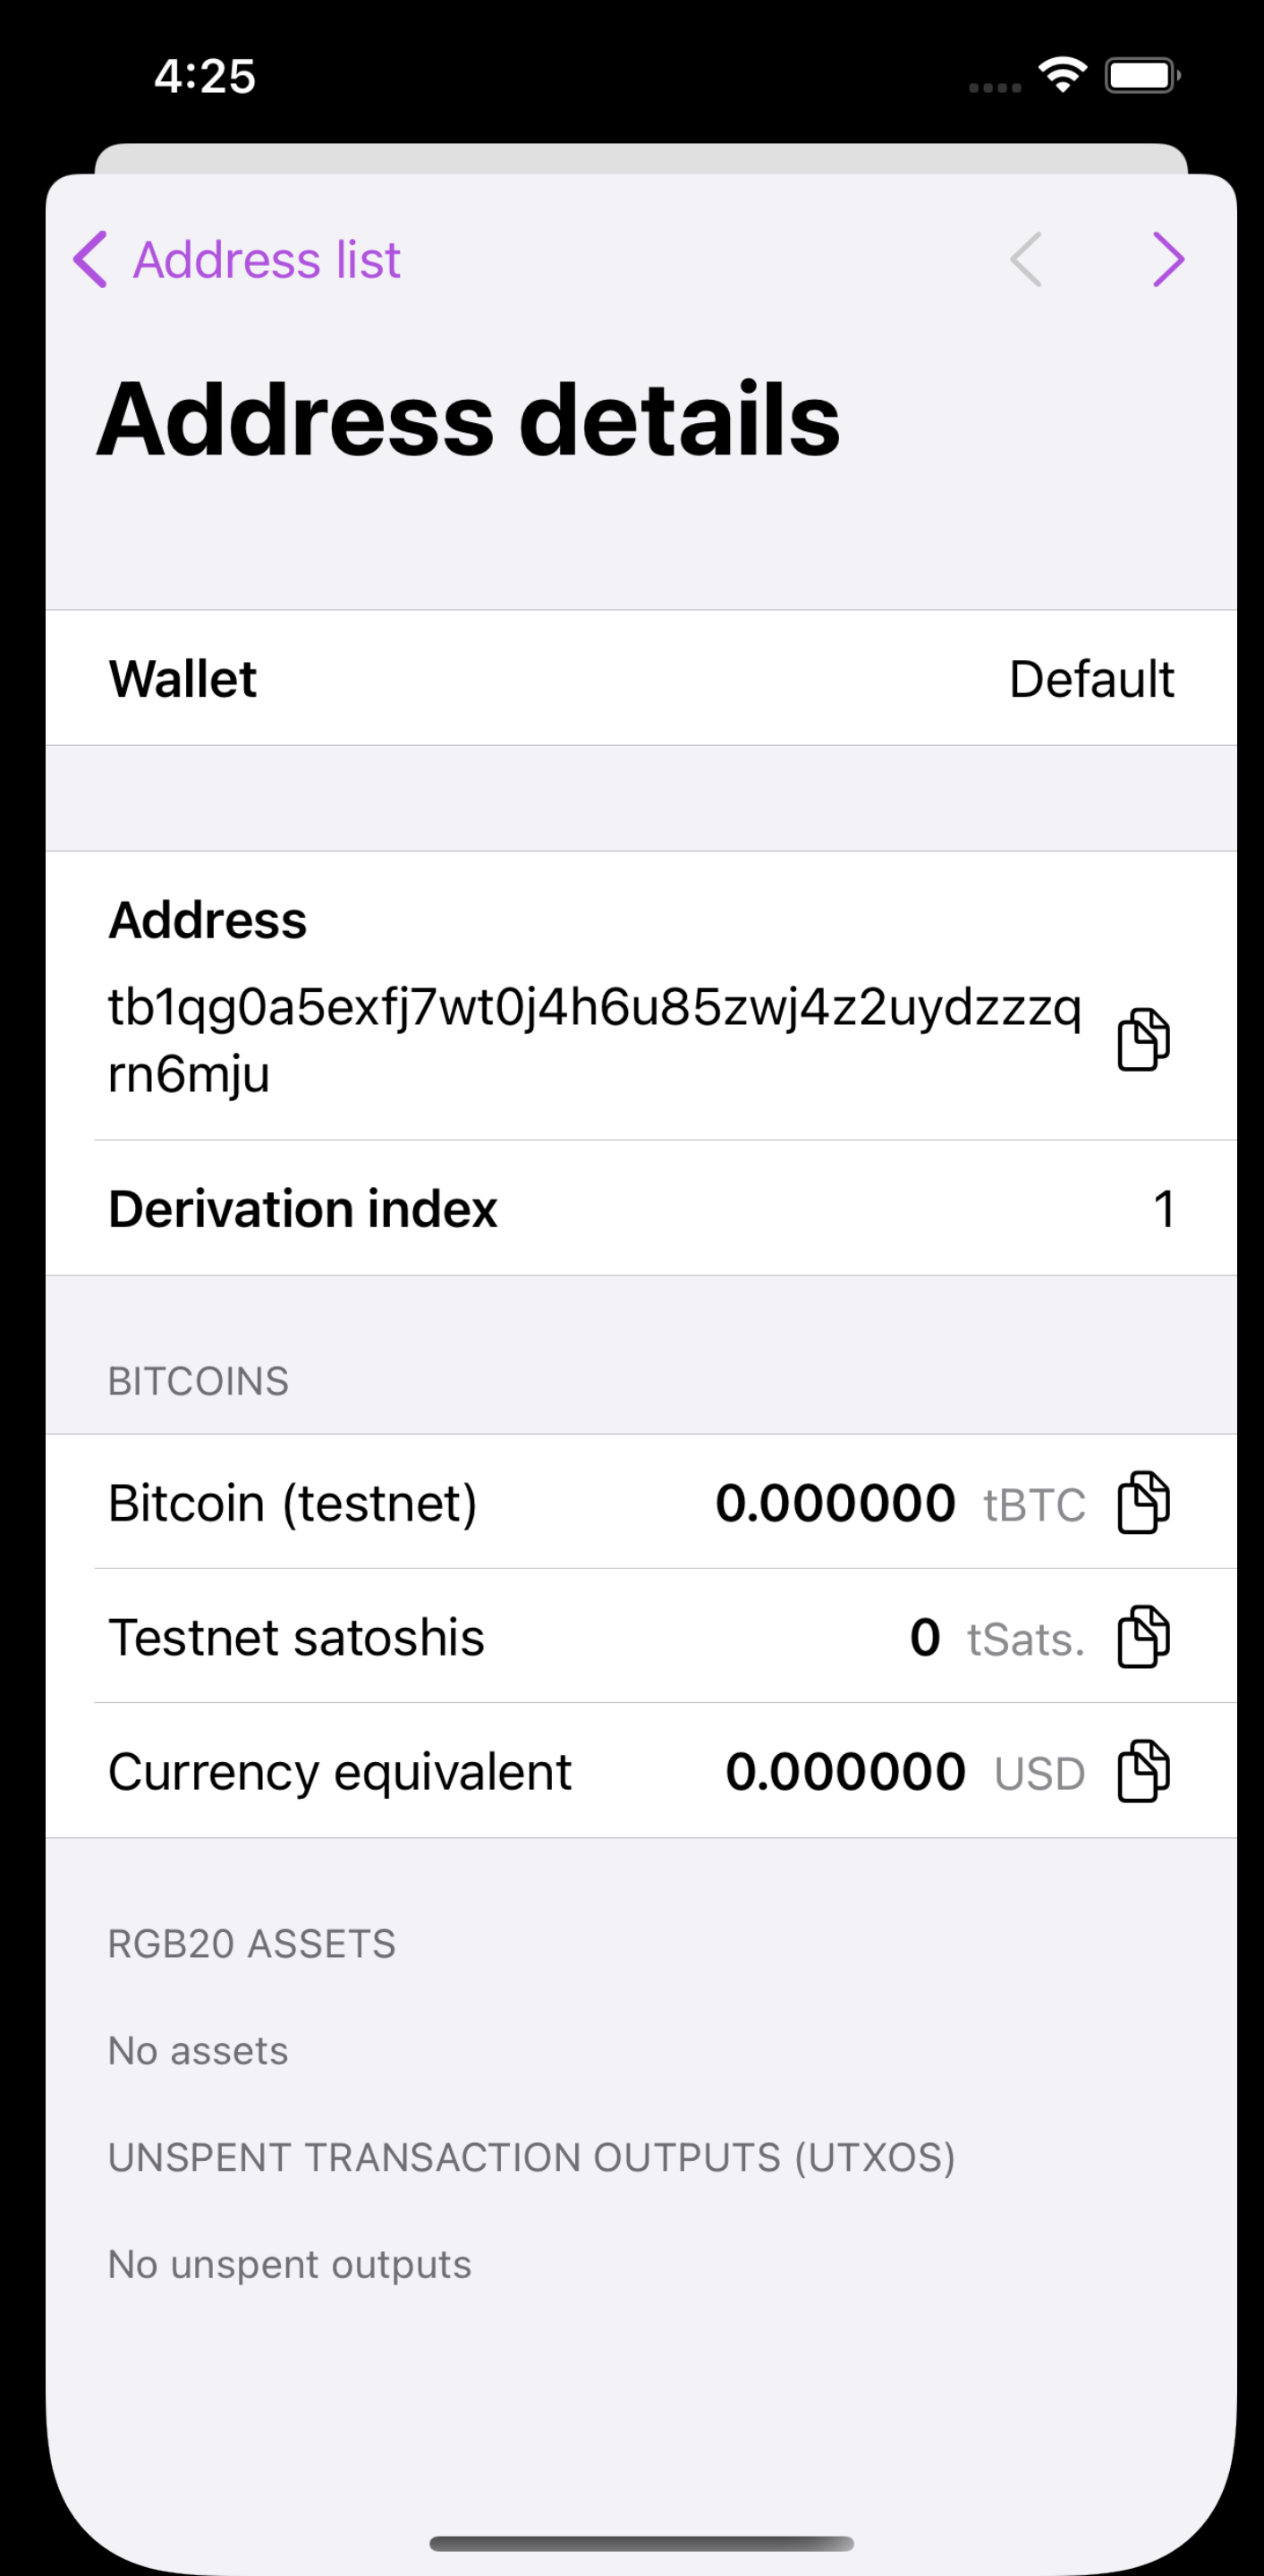 4:25
Address list
Address details
Wallet Default
Address
tb1qg0a5exfj7wt0j4h6u85zwj4z2uydzzzq
rn6mju
Derivation index 1
BITCOINS
Bitcoin (testnet) 0.000000 tBTC
Testnet satoshis 0 tSats.
Currency equivalent 0.000000 USD
RGB20 ASSETS
No assets
UNSPENT TRANSACTION OUTPUTS (UTXOS)
No unspent outputs